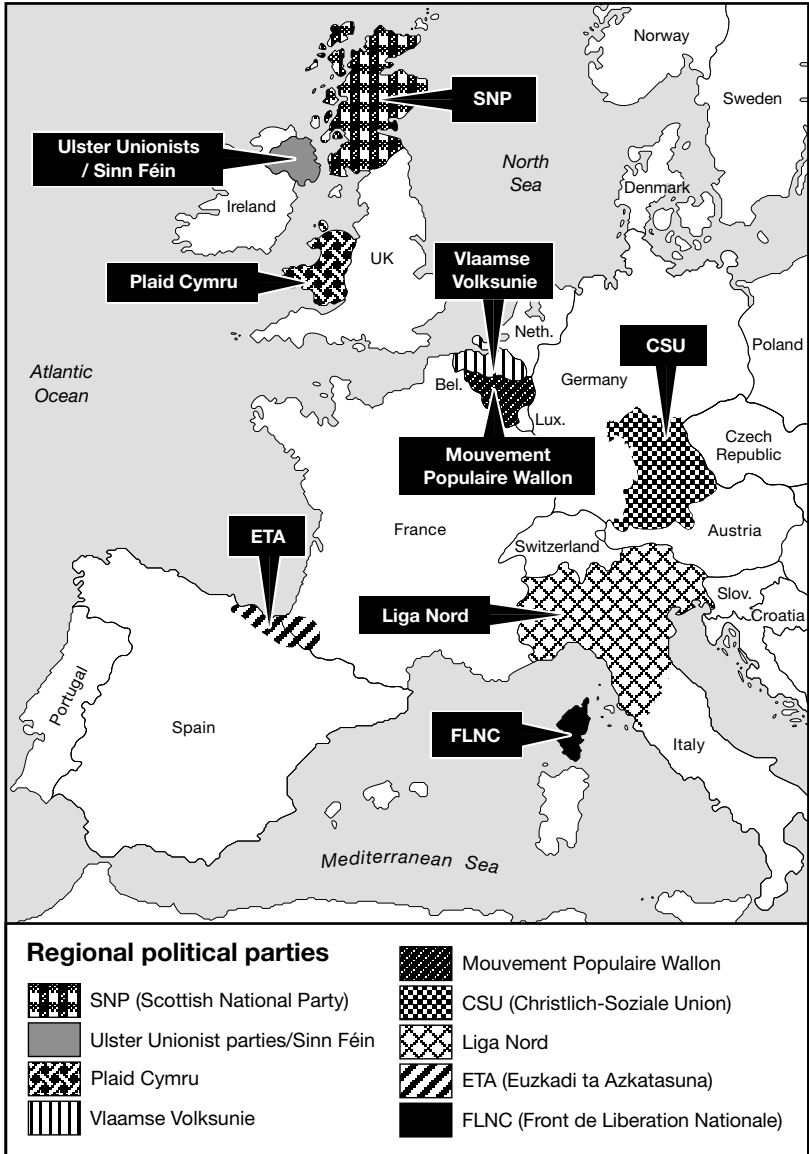 Norway
SNP
Sweden
Ulster Unionists
/ Sinn Féin
North
Sea
Denmark
Ireland
UK
Vlaamse
Volksunie
Plaid Cymru
Neth.
CSU
Poland
Atlantic
Ocean
Bel.
Germany
Lux.
Czech
Republic
Mouvement
Populaire Wallon
ETA
France
Switzerland
Austria
Slov.
Croatia
Liga Nord
Portugal
Spain
FLNC
Italy
Mediterranean Sea
Regional political parties
SNP (Scottish National Party)
Ulster Unionist parties/Sinn Féin
Plaid Cymru
Vlaamse Volksunie
Mouvement Populaire Wallon
CSU (Christlich-Soziale Union)
Liga Nord
ETA (Euzkadi ta Azkatasuna)
FLNC (Front de Liberation Nationale)